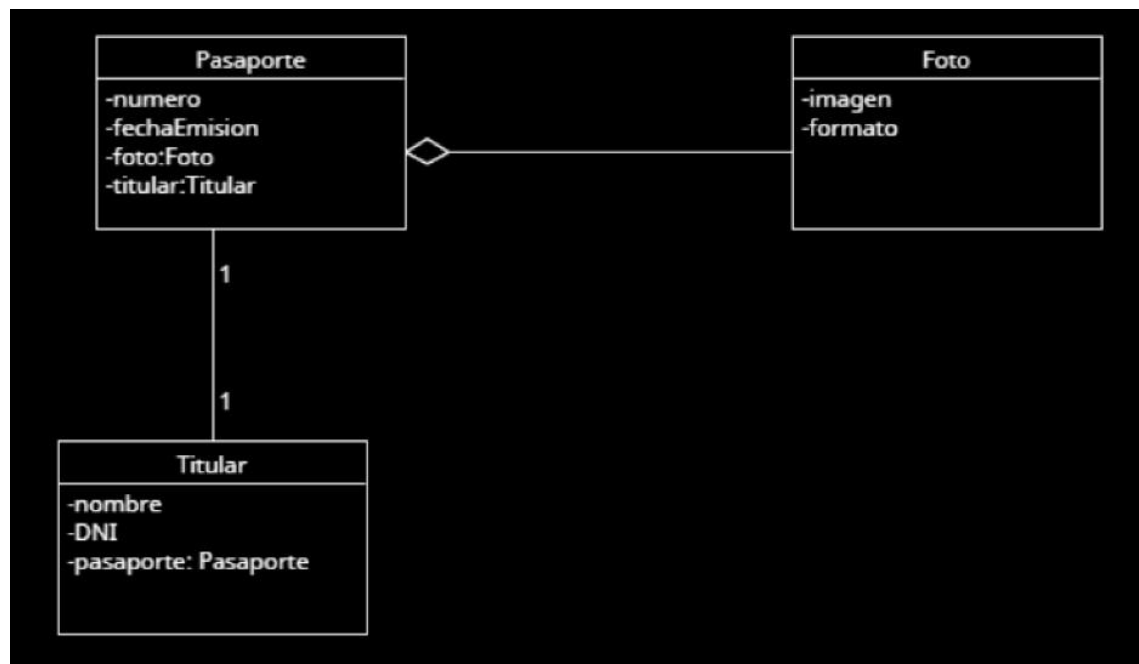 Pasaporte
-numero
-fechaEmision
-foto:Foto
-titular:Titular
Foto
-imagen
-formato
1
1
Titular
-nombre
-DNI
-pasaporte: Pasaporte